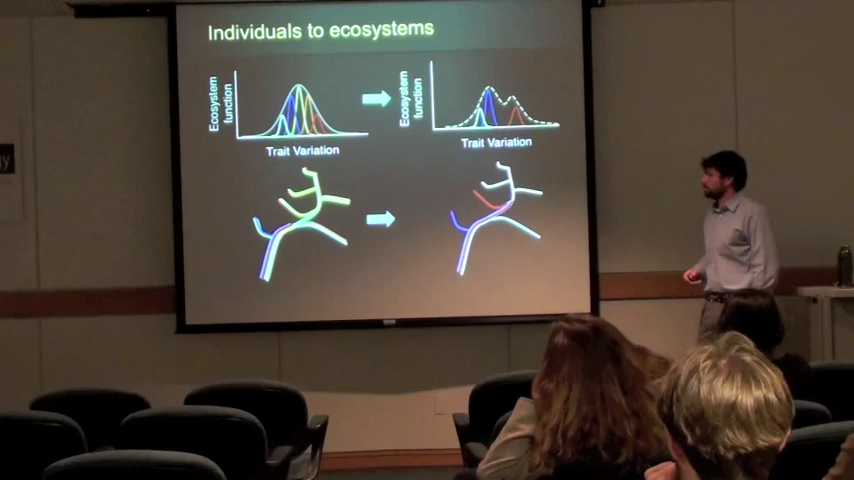 Individuals to ecosystems
Ecosystem
function
Trait Variation
Ecosystem
function
Trait Variation